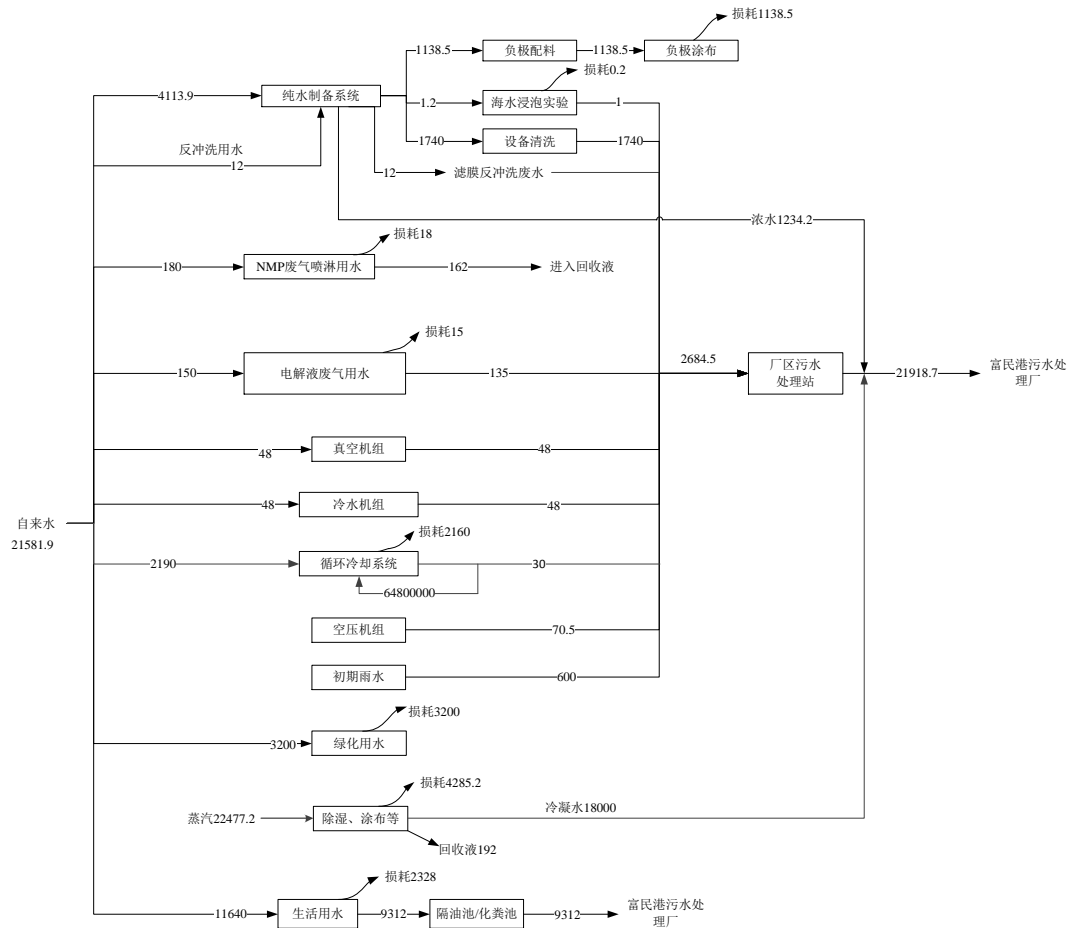 损耗1138.5
1138.5
负极配料
1138.5
负极涂布
损耗0.2
4113.9
纯水制备系统
1.2
海水浸泡实验
1
1740
设备清洗
1740
反冲洗用水
12
12
滤膜反冲洗废水
浓水1234.2
损耗18
180
NMP废气喷淋用水
162
进入回收液
损耗15
150
电解液废气用水
135
2684.5
厂区污水
处理站
21918.7
富民港污水处
理厂
48
真空机组
48
48
冷水机组
48
自来水
21581.9
损耗2160
2190
循环冷却系统
30
64800000
空压机组
70.5
初期雨水
600
损耗3200
3200
绿化用水
损耗4285.2
蒸汽22477.2
除湿、涂布等
冷凝水18000
回收液192
损耗2328
11640
生活用水
9312
隔油池/化粪池
9312
富民港污水处
理厂